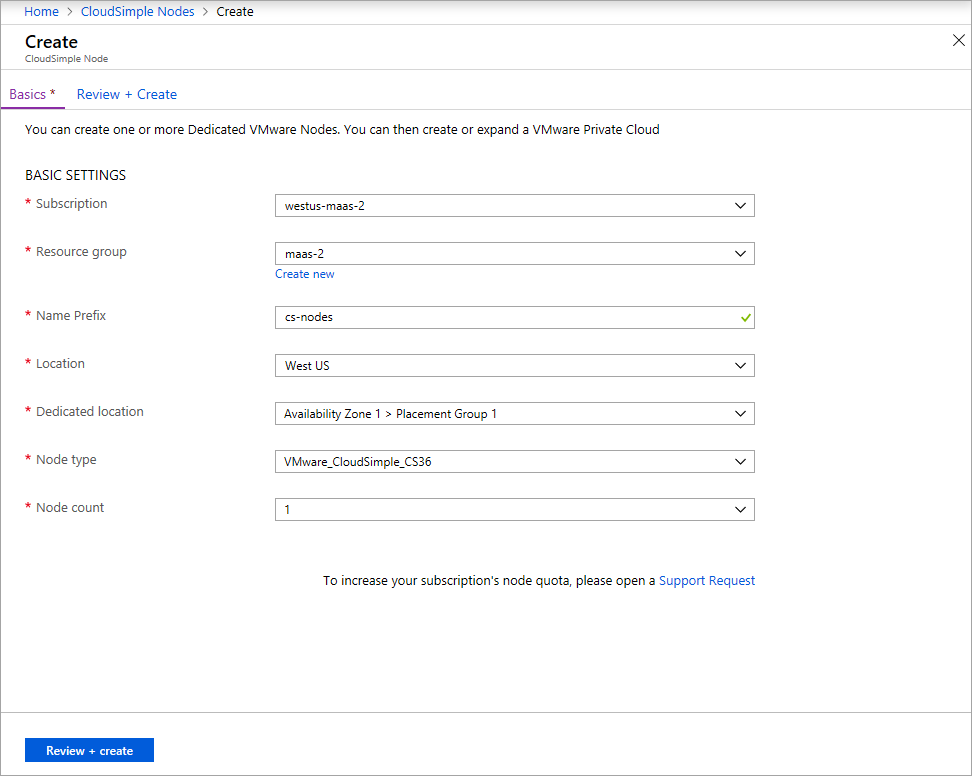 Home > CloudSimple Nodes > Create
Create
CloudSimple Node
Basics * Review + Create
You can create one or more Dedicated VMware Nodes. You can then create or expand a VMware Private Cloud
BASIC SETTINGS
* Subscription westus-maas-2
* Resource group maas-2
Create new
* Name Prefix cs-nodes
* Location West US
* Dedicated location Availability Zone 1 > Placement Group 1
* Node type VMware_CloudSimple_CS36
* Node count 1
To increase your subscription's node quota, please open a Support Request
Review + create